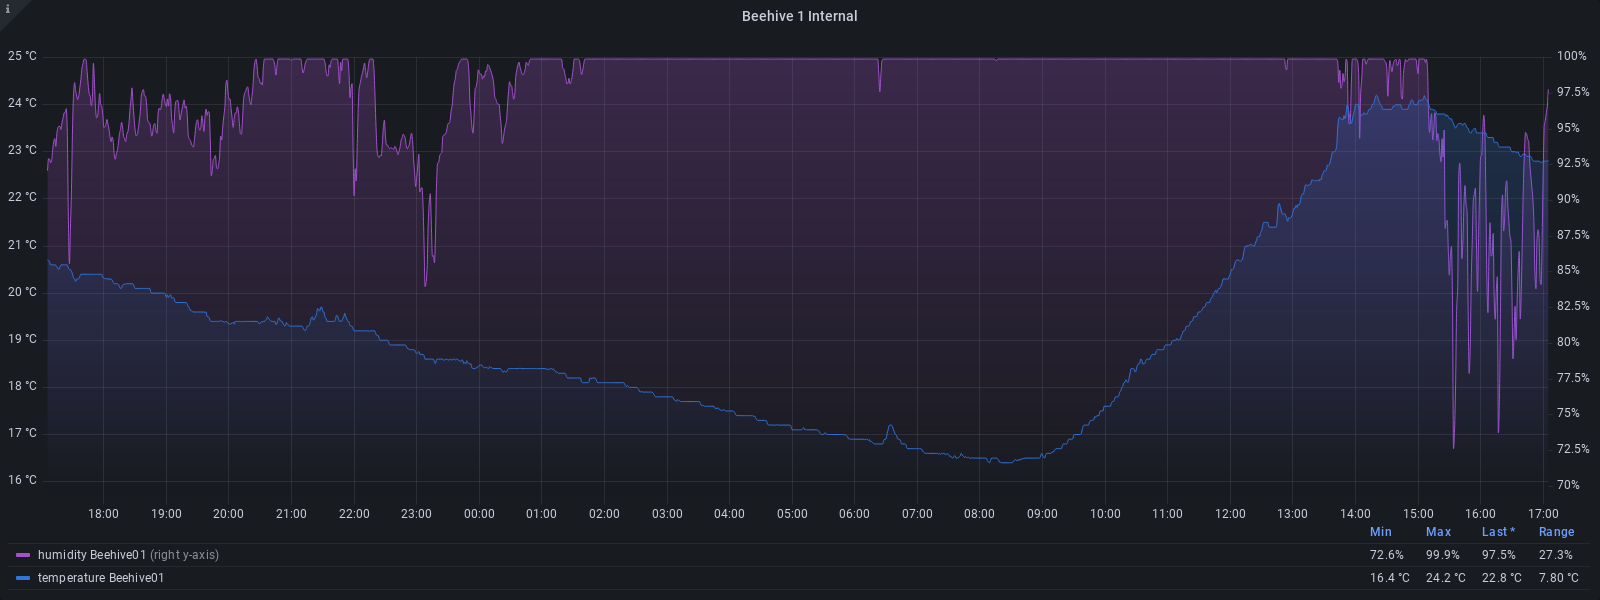 i
Beehive 1 Internal
25 °C 100%
24 °C 97.5%
23 °C 95%
22 °C 92.5%
21 °C 90%
20 °C 87.5%
19 °C 85%
18 °C 82.5%
17 °C 80%
16 °C 77.5%
75%
72.5%
70%
18:00 19:00 20:00 21:00 22:00 23:00 00:00 01:00 02:00 03:00 04:00 05:00 06:00 07:00 08:00 09:00 10:00 11:00 12:00 13:00 14:00 15:00 16:00 17:00
Min Max Last * Range
humidity Beehive01 (right y-axis) 72.6% 99.9% 97.5% 27.3%
temperature Beehive01 16.4 °C 24.2 °C 22.8 °C 7.80 °C